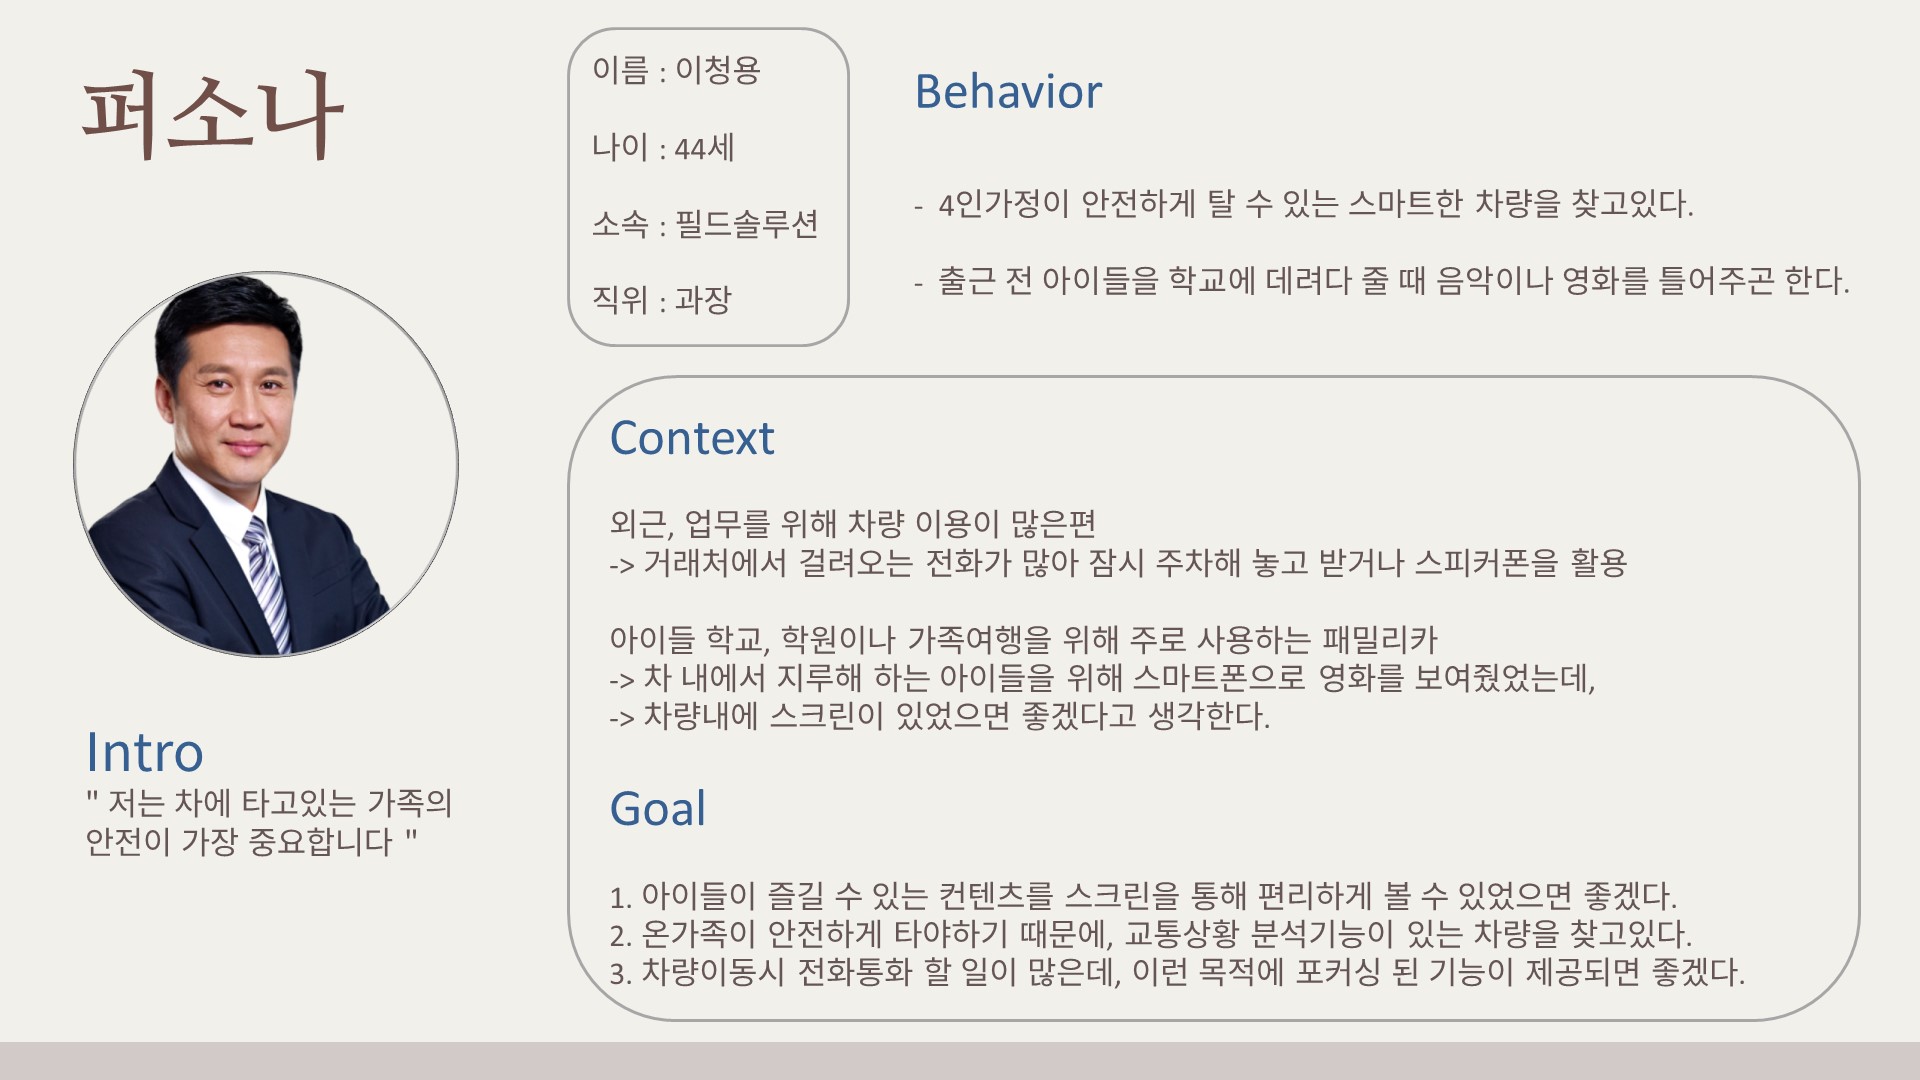 퍼소나
이름 : 이청용
나이 : 44세
소속 : 필드솔루션
직위 : 과장
Behavior
- 4인가정이 안전하게 탈 수 있는 스마트한 차량을 찾고있다.
- 출근 전 아이들을 학교에 데려다 줄 때 음악이나 영화를 틀어주곤 한다.
Intro
" 저는 차에 타고있는 가족의
안전이 가장 중요합니다 "
Context
외근, 업무를 위해 차량 이용이 많은편
-> 거래처에서 걸려오는 전화가 많아 잠시 주차해 놓고 받거나 스피커폰을 활용
아이들 학교, 학원이나 가족여행을 위해 주로 사용하는 패밀리카
-> 차 내에서 지루해 하는 아이들을 위해 스마트폰으로 영화를 보여줬었는데,
-> 차량내에 스크린이 있었으면 좋겠다고 생각한다.
Goal
1. 아이들이 즐길 수 있는 컨텐츠를 스크린을 통해 편리하게 볼 수 있었으면 좋겠다.
2. 온가족이 안전하게 타야하기 때문에, 교통상황 분석기능이 있는 차량을 찾고있다.
3. 차량이동시 전화통화 할 일이 많은데, 이런 목적에 포커싱 된 기능이 제공되면 좋겠다.